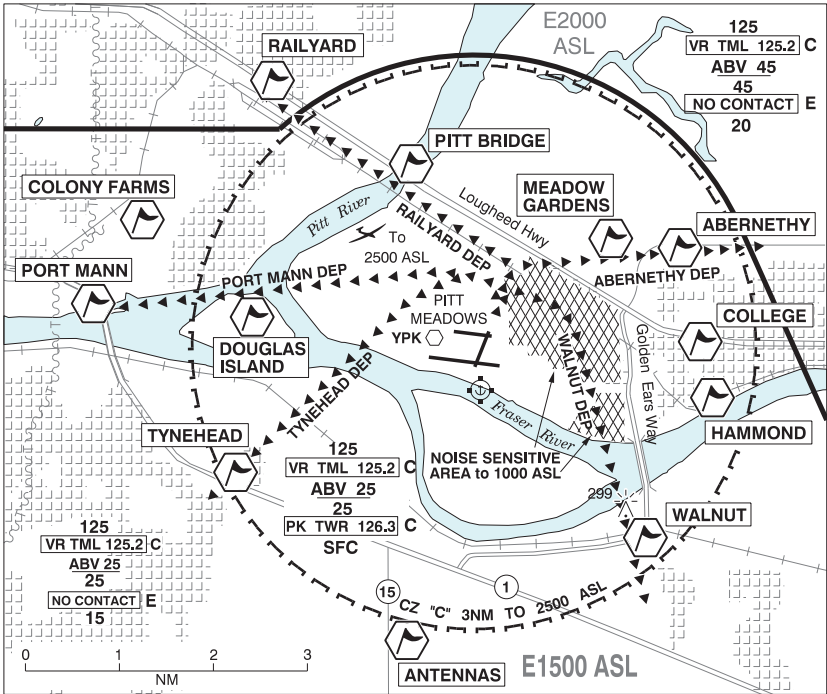 E2000
ASL
125
VR TML 125.2 C
ABV 45
45
NO CONTACT E
20
RAILYARD
PITT BRIDGE
COLONY FARMS
MEADOW
GARDENS
ABERNETHY
Lougheed Hwy
Pitt River
RAILYARD DEP
To
2500 ASL
PORT MANN
PORT MANN DEP
ABERNETHY DEP
PITT
MEADOWS
YPK
COLLEGE
DOUGLAS
ISLAND
WALNUT DEP
Golden Ears Way
TYNEHEAD DEP
Fraser River
HAMMOND
TYNEHEAD
NOISE SENSITIVE
AREA to 1000 ASL
125
VR TML 125.2 C
ABV 25
25
PK TWR 126.3 C
SFC
299
WALNUT
125
VR TML 125.2 C
ABV 25
25
NO CONTACT E
15
15
1
CZ "C" 3NM TO 2500 ASL
ANTENNAS
E1500 ASL
0 1 2 3
NM